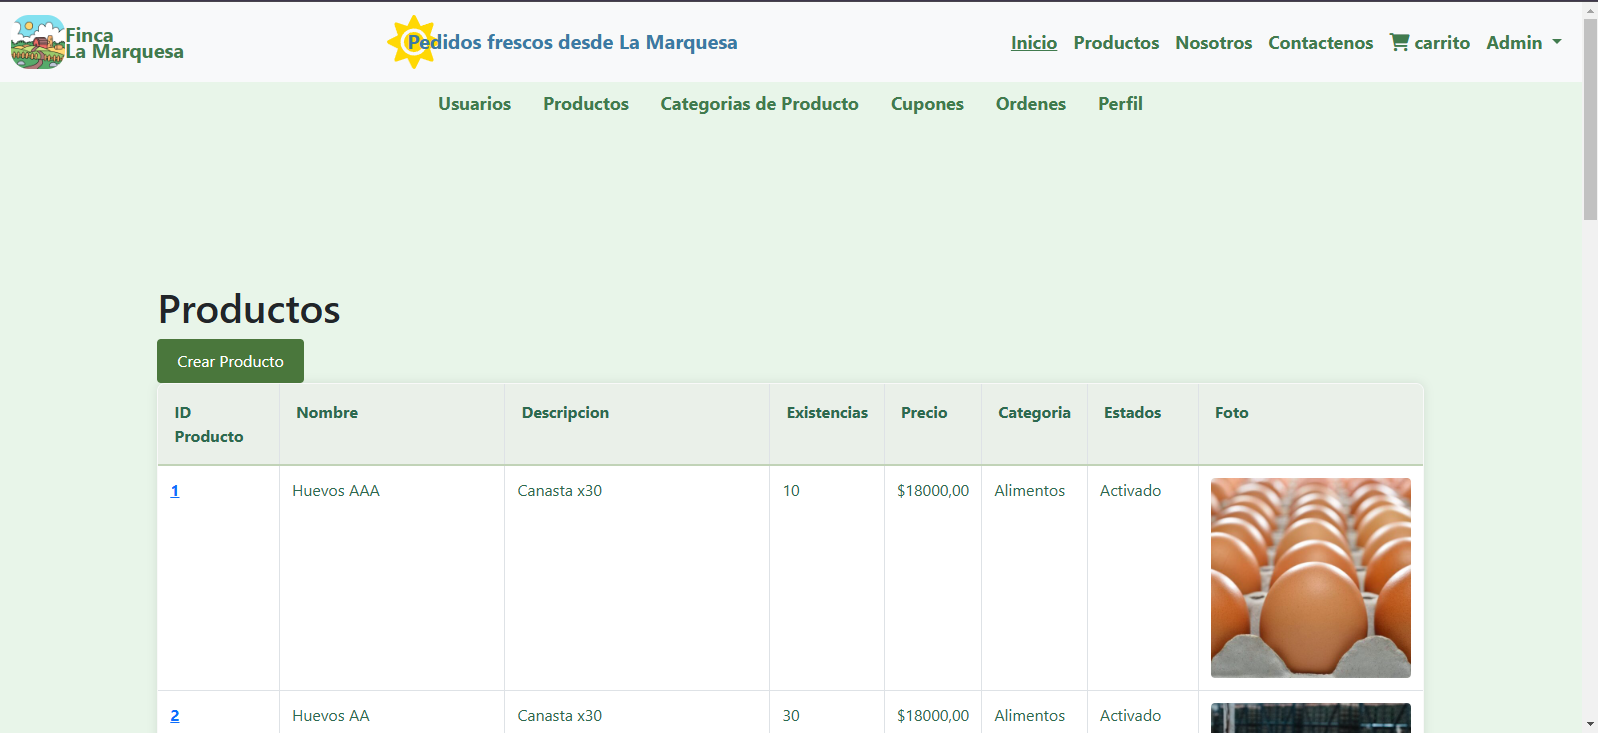 Finca
La Marquesa
Pedidos frescos desde La Marquesa
Inicio Productos Nosotros Contactenos carrito Admin
Usuarios Productos Categorias de Producto Cupones Ordenes Perfil
Productos
Crear Producto
ID Nombre Descripcion Existencias Precio Categoria Estados Foto
Producto
1 Huevos AAA Canasta x30 10 $18000,00 Alimentos Activado
2 Huevos AA Canasta x30 30 $18000,00 Alimentos Activado